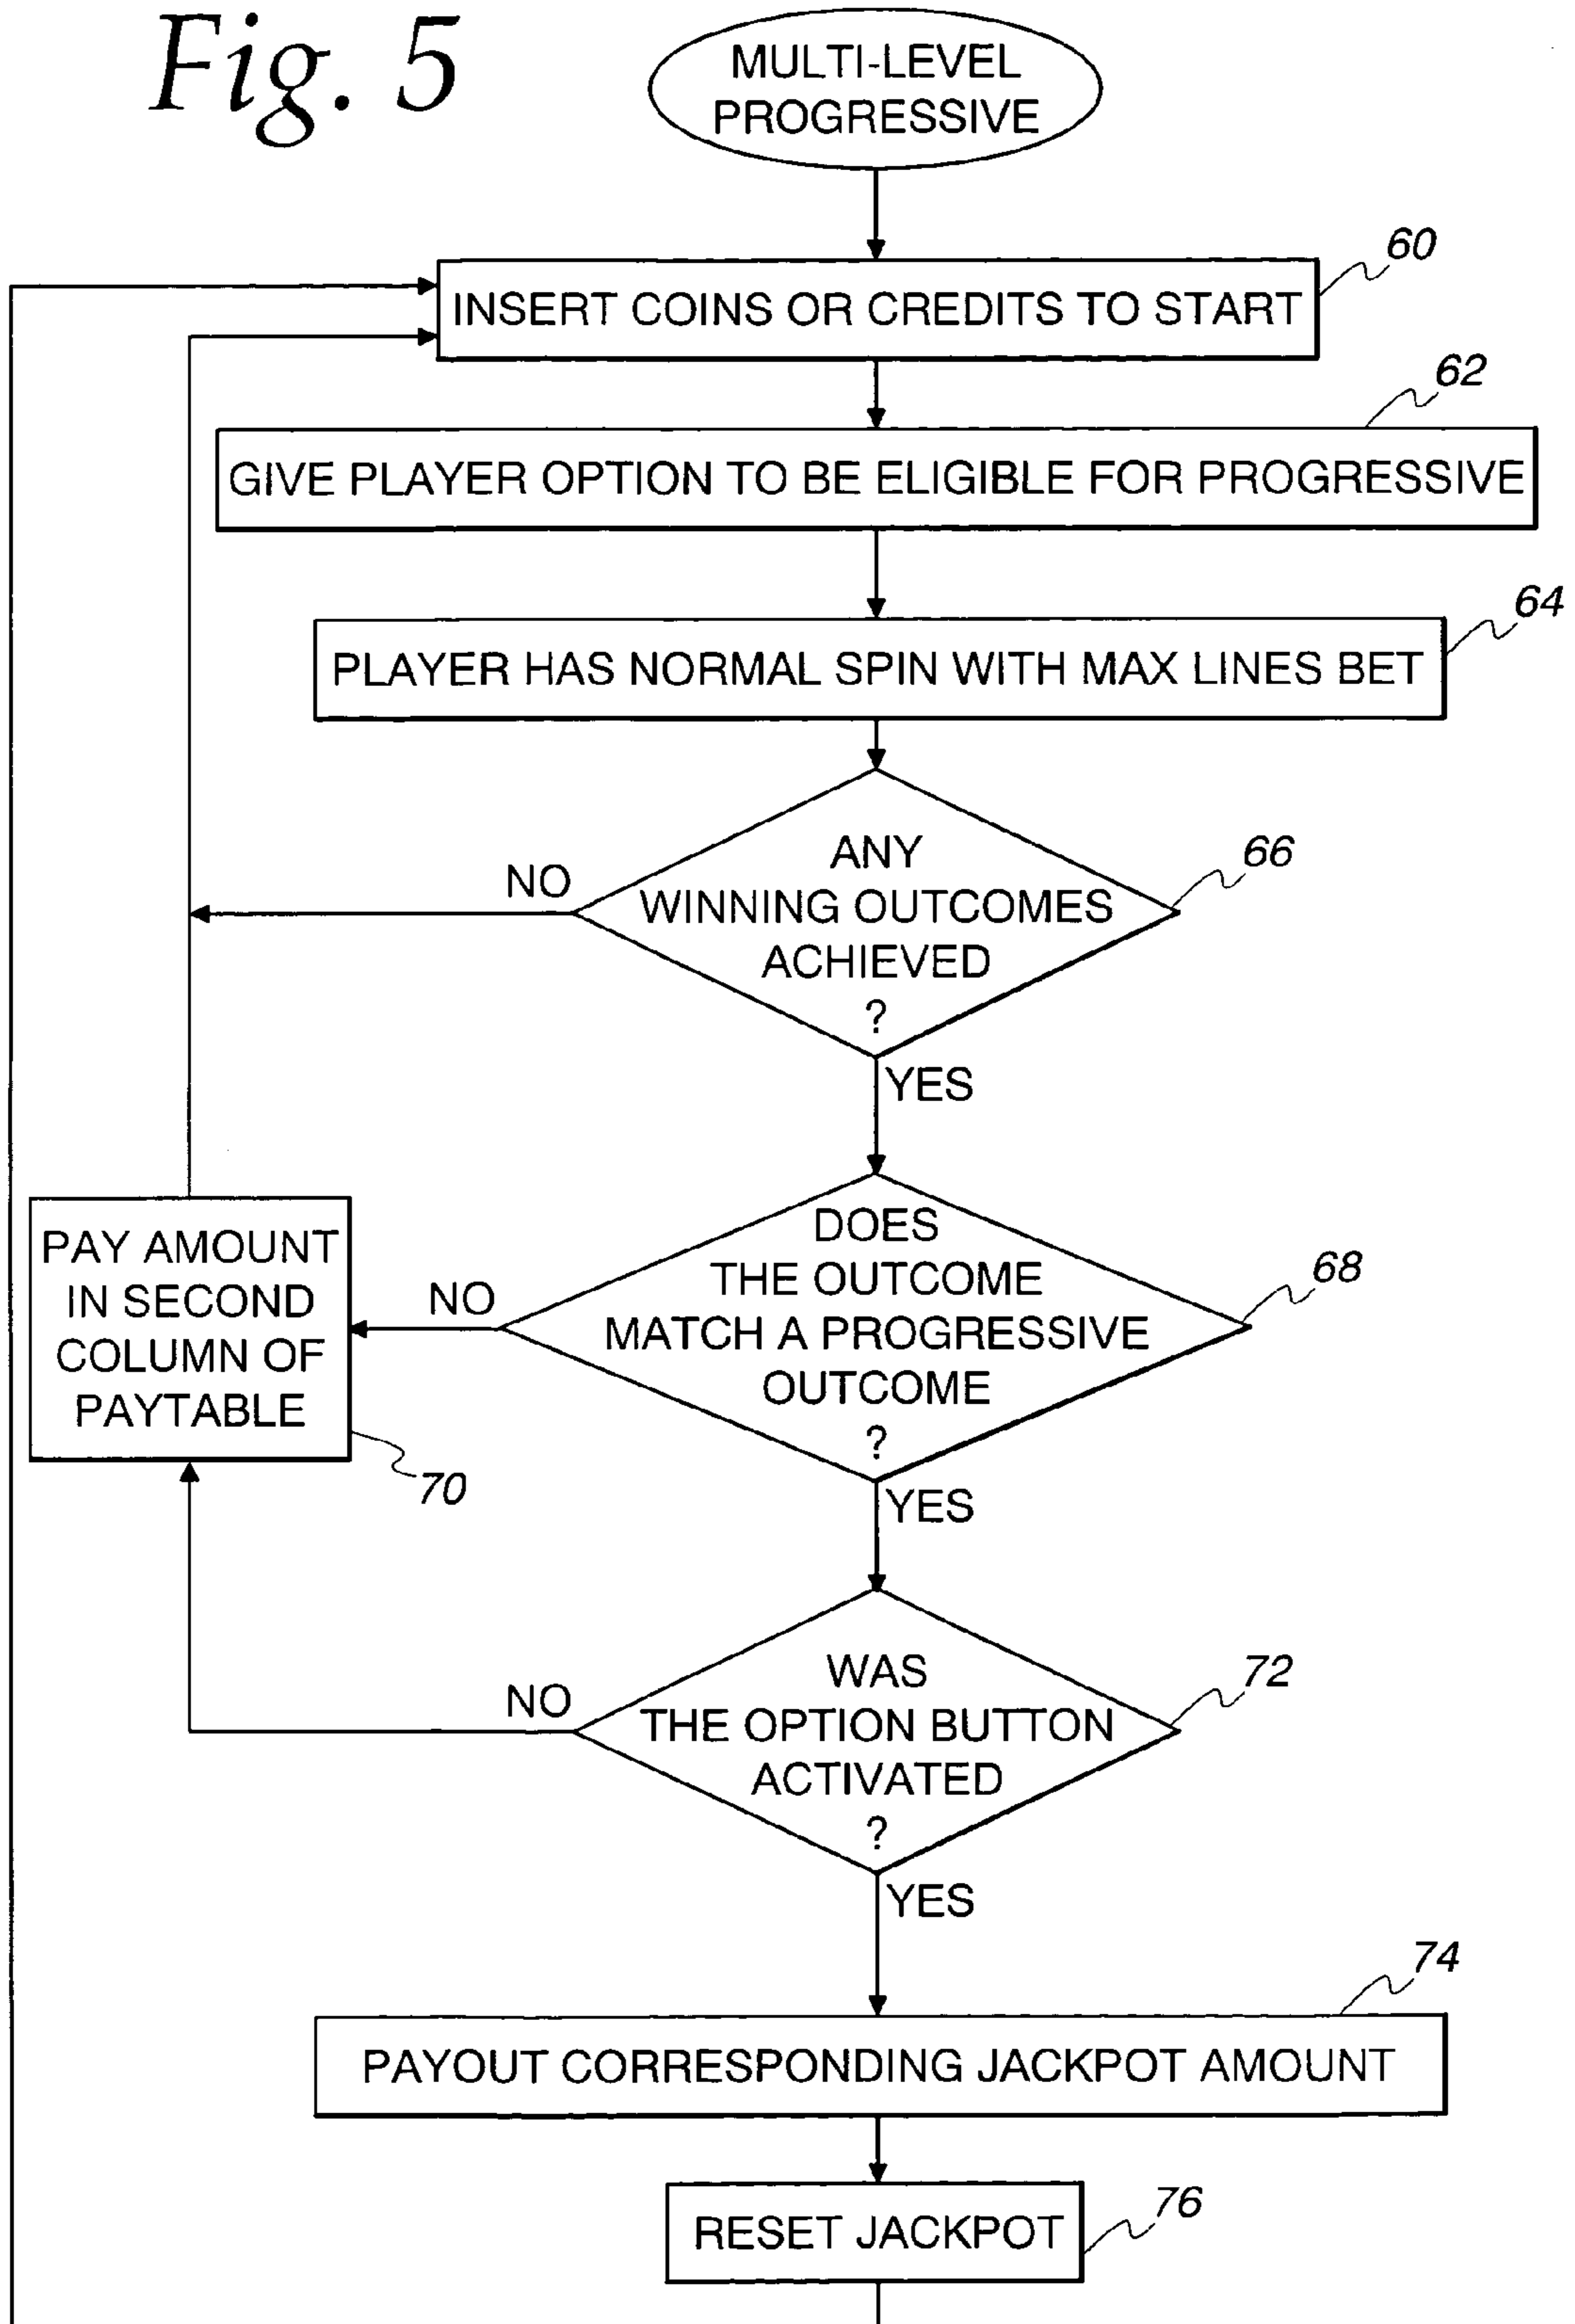 Fig. 5
MULTI-LEVEL
PROGRESSIVE
60
INSERT COINS OR CREDITS TO START
62
GIVE PLAYER OPTION TO BE ELIGIBLE FOR PROGRESSIVE
64
PLAYER HAS NORMAL SPIN WITH MAX LINES BET
66
NO
ANY
WINNING OUTCOMES
ACHIEVED
?
YES
68
DOES
THE OUTCOME
MATCH A PROGRESSIVE
OUTCOME
?
NO
PAY AMOUNT
IN SECOND
COLUMN OF
PAYTABLE
70
YES
72
NO
WAS
THE OPTION BUTTON
ACTIVATED
?
YES
74
PAYOUT CORRESPONDING JACKPOT AMOUNT
76
RESET JACKPOT